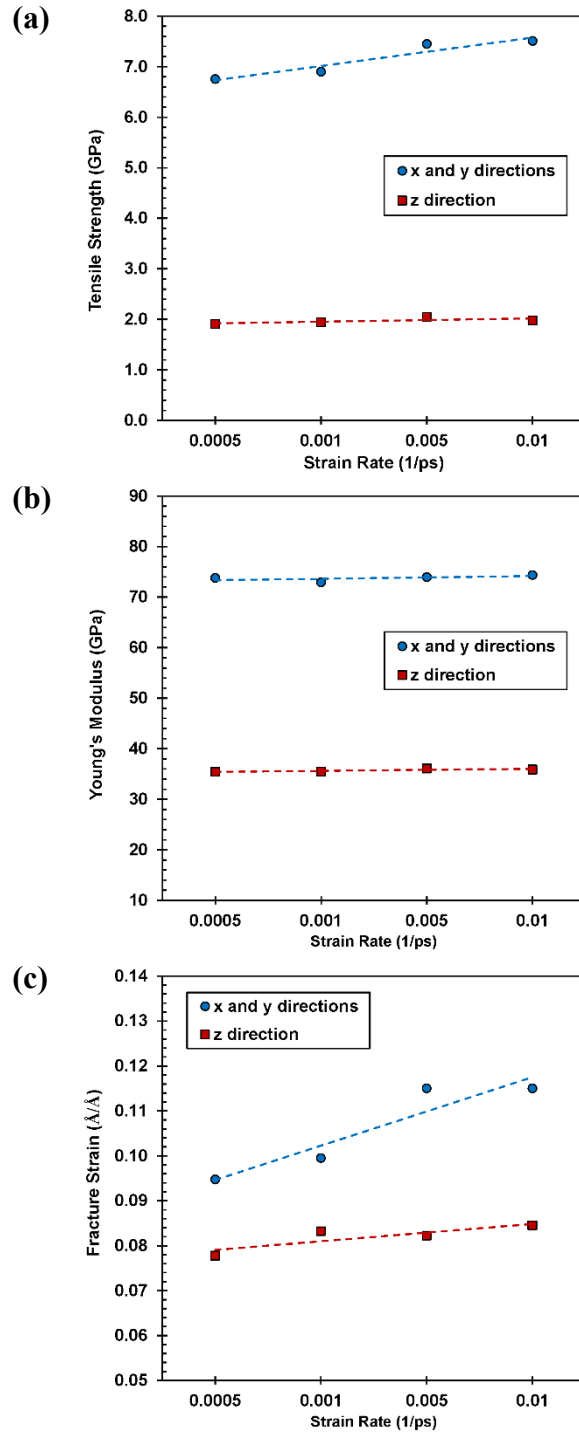 (a)
8.0
7.0
6.0
5.0
4.0
3.0
2.0
1.0
0.0
Tensile Strength (GPa)
x and y directions
z direction
0.0005 0.001 0.005 0.01
Strain Rate (1/ps)
(b)
90
80
70
60
50
40
30
20
10
Young's Modulus (GPa)
x and y directions
z direction
0.0005 0.001 0.005 0.01
Strain Rate (1/ps)
(c)
0.14
0.13
0.12
0.11
0.10
0.09
0.08
0.07
0.06
0.05
Fracture Strain (Å/Å)
x and y directions
z direction
0.0005 0.001 0.005 0.01
Strain Rate (1/ps)